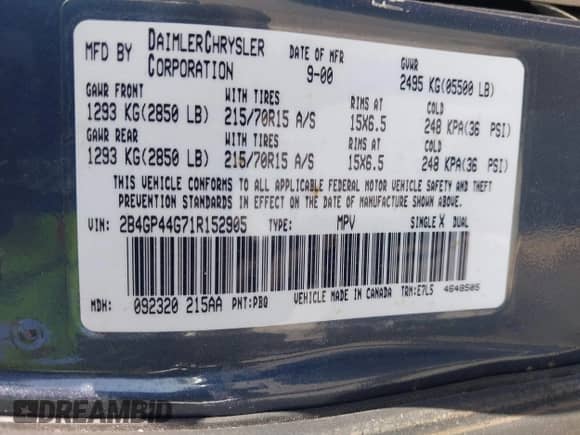 MFD BY DAIMLERCHRYSLER CORPORATION DATE OF MFR 9-00 GVWR 2495 KG(05500 LB)
GAWR FRONT WITH TIRES RIMS AT COLD
1293 KG(2850 LB) 215/70R15 A/S 15X6.5 248 KPA(36 PSI)
GAWR REAR WITH TIRES RIMS AT COLD
1293 KG(2850 LB) 215/70R15 A/S 15X6.5 248 KPA(36 PSI)
THIS VEHICLE CONFORMS TO ALL APPLICABLE FEDERAL MOTOR VEHICLE SAFETY AND THEFT
PREVENTION STANDARDS IN EFFECT ON THE DATE OF MANUFACTURE SHOWN ABOVE.
VIN: 2B4GP44G71R152905 TYPE: MPV SINGLE X DUAL
MDH: 092320 215AA PNT:PBQ VEHICLE MADE IN CANADA TRM:E7L5 4648505
DREAMBID